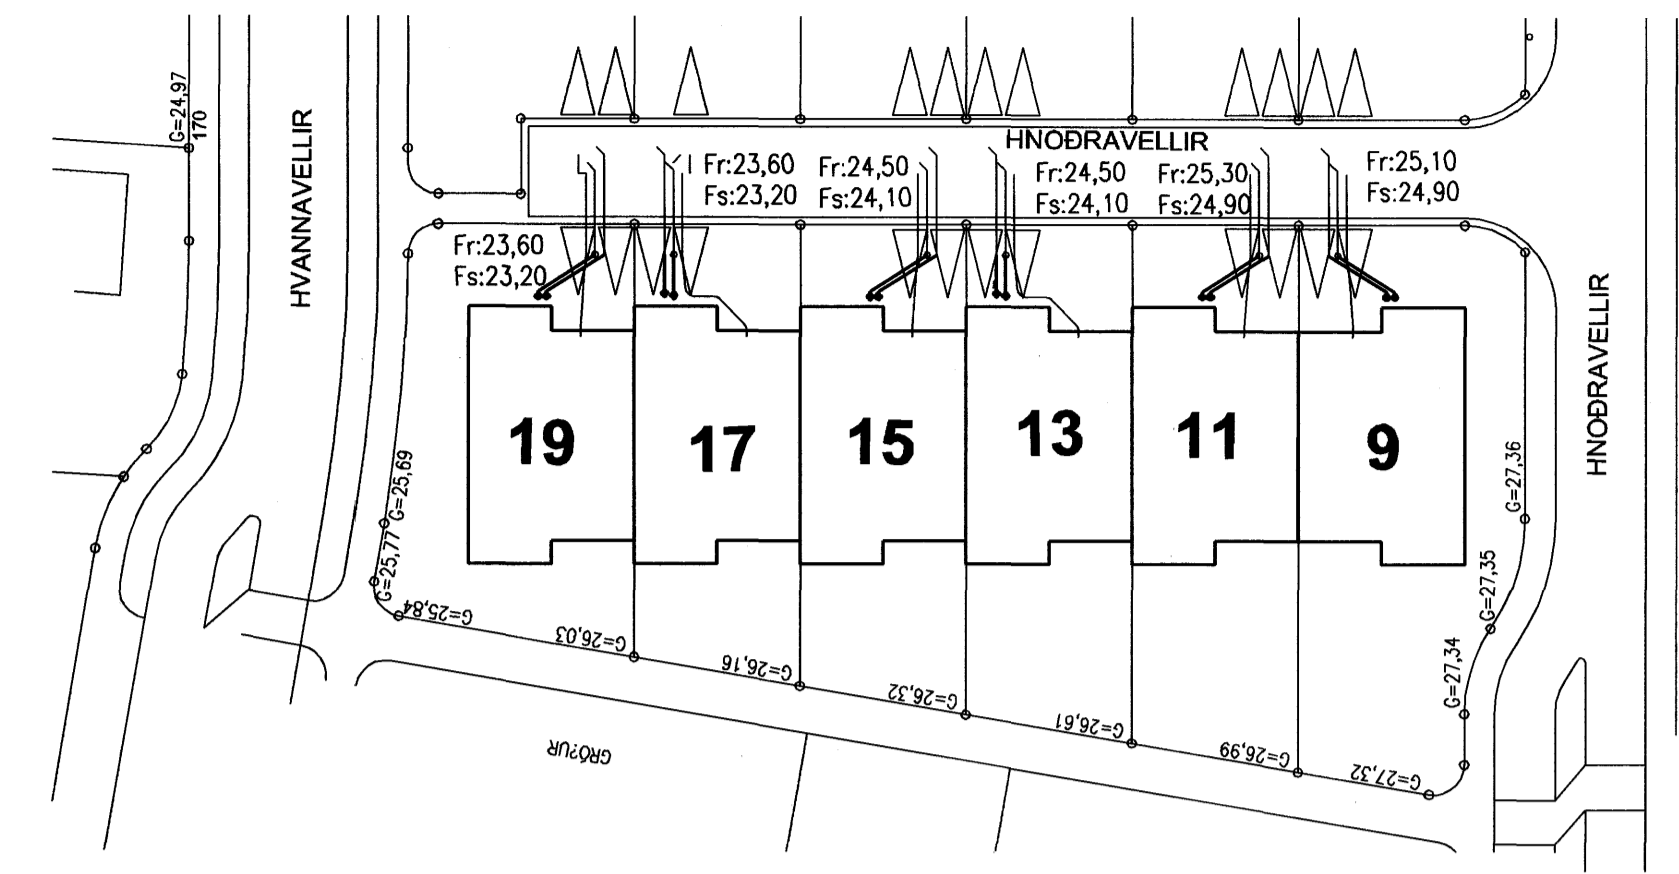 G=24,97
170
HVANNAVELLIR
HNOÐRAVELLIR
Fr:23,60
Fs:23,20
Fr:24,50
Fs:24,10
Fr:24,50
Fs:24,10
Fr:25,30
Fs:24,90
Fr:25,10
Fs:24,90
Fr:23,60
Fs:23,20
HNOÐRAVELLIR
19
17
15
13
11
9
G=25,69
G=25,77
G=25,84
G=26,03
G=26,16
G=26,32
G=26,61
G=26,99
G=27,32
G=27,34
G=27,35
G=27,36
GRÓ?UR